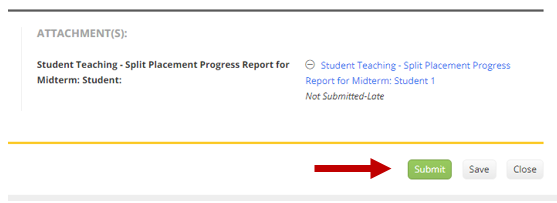 ATTACHMENT(S):
Student Teaching - Split Placement Progress Report for
Midterm: Student:
Student Teaching - Split Placement Progress
Report for Midterm: Student 1
Not Submitted-Late
Submit Save Close